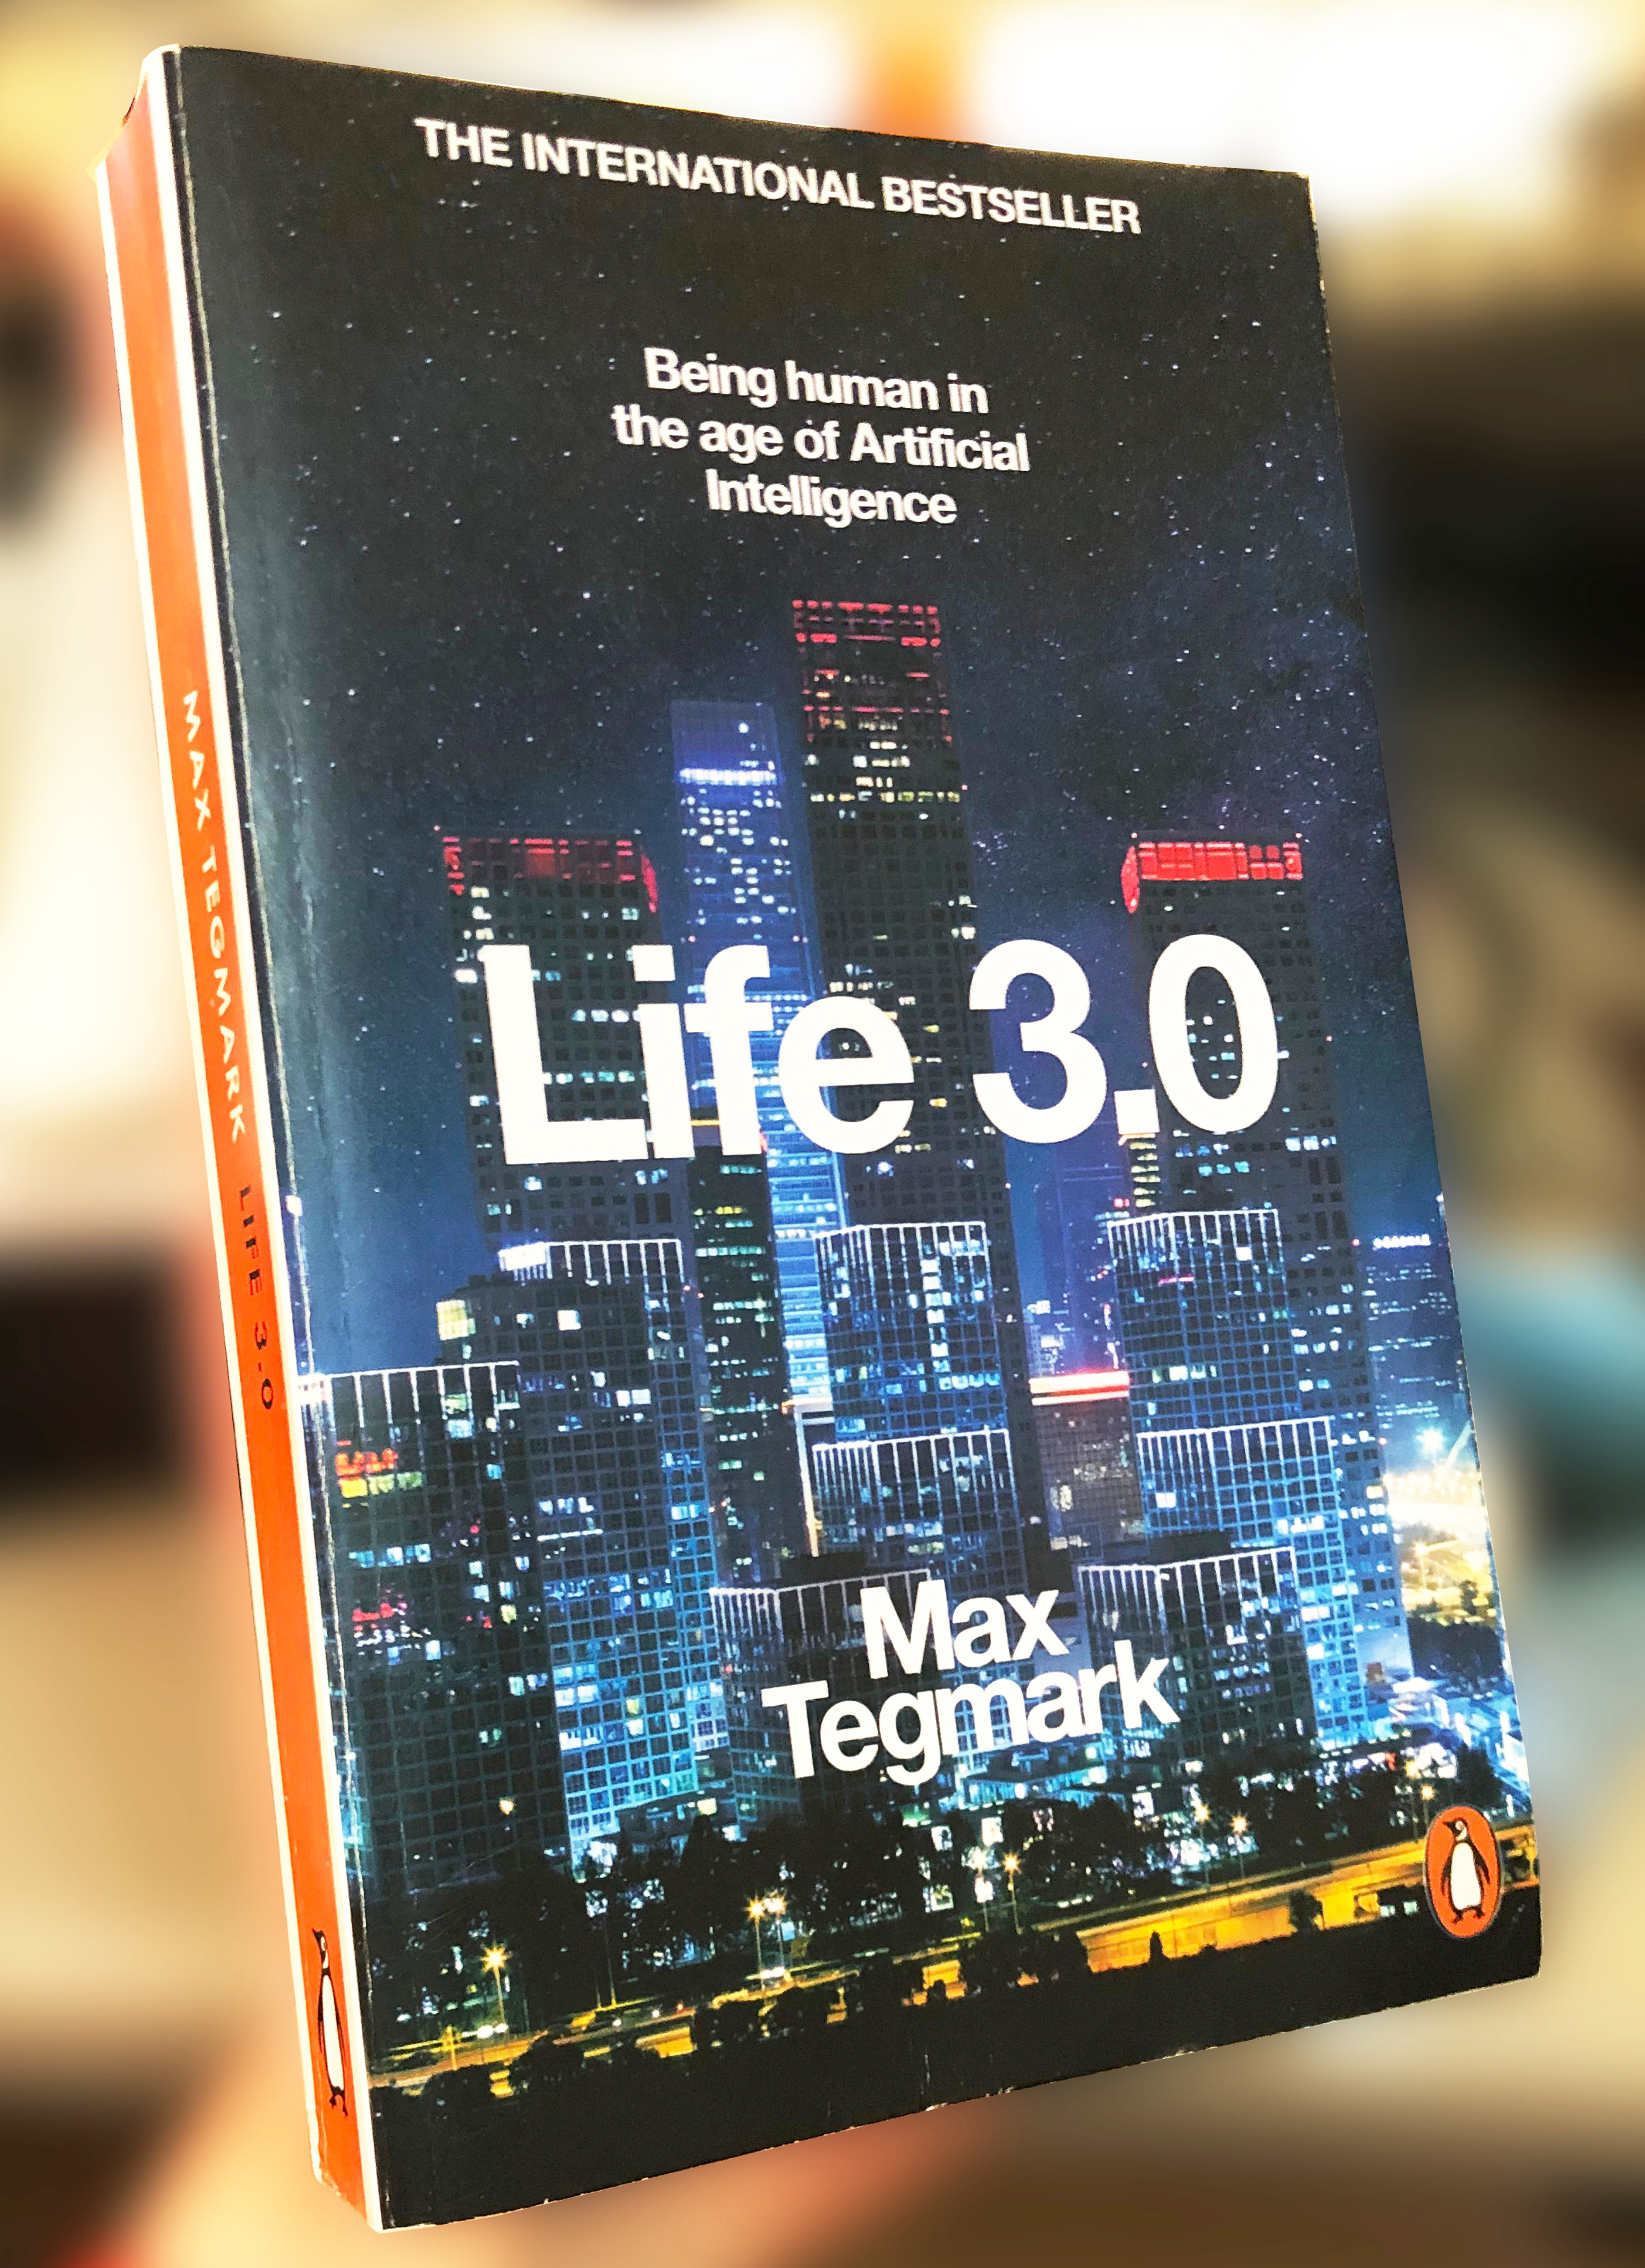 THE INTERNATIONAL BESTSELLER
Being human in
the age of Artificial
Intelligence
Life 3.0
Max
Tegmark
MAX TEGMARK LIFE 3.0